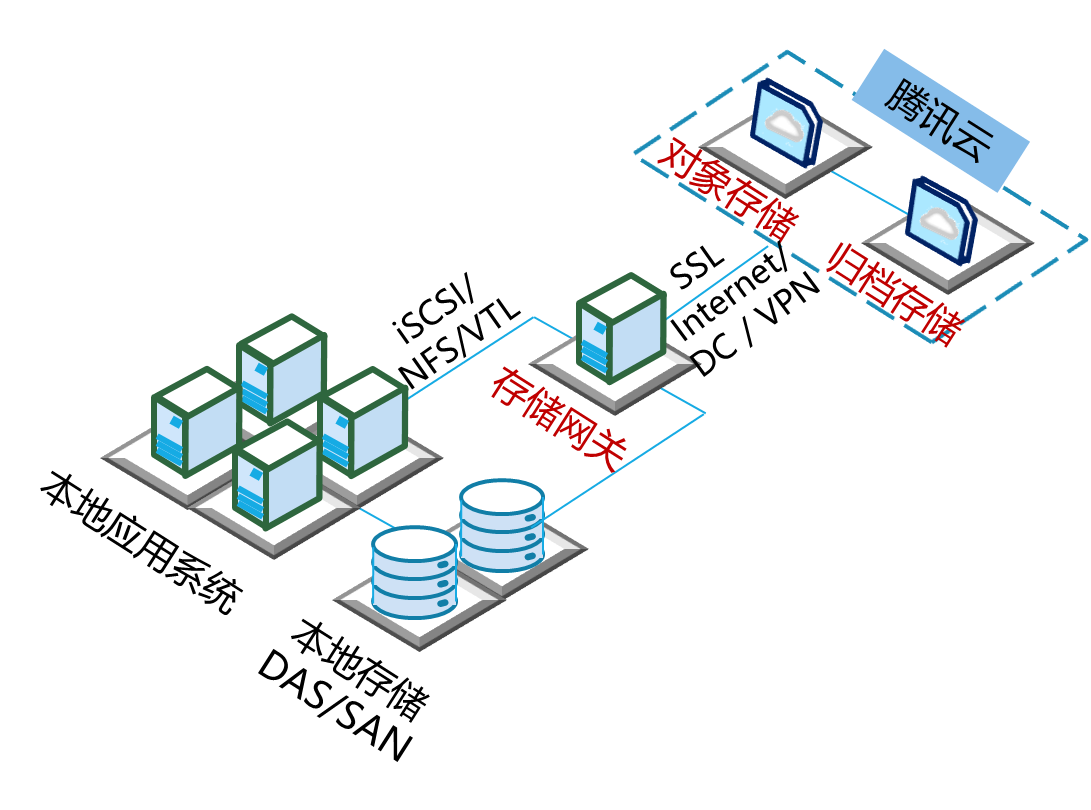 腾讯云
对象存储
归档存储
SSL
Internet/
DC / VPN
iSCSI/
NFS/VTL
存储网关
本地应用系统
本地存储
DAS/SAN